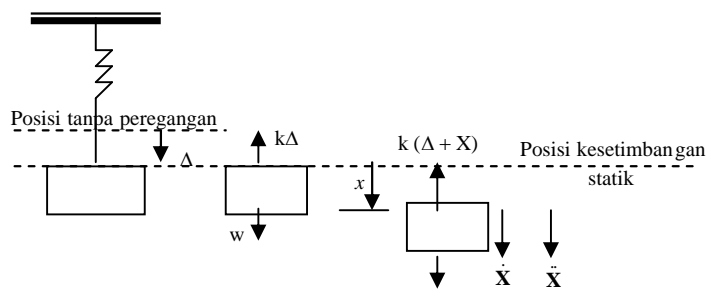 Posisi tanpa peregangan
Δ
kΔ
w
x
k (Δ + X)
Posisi kesetimbangan
statik
Ẋ
Ẍ